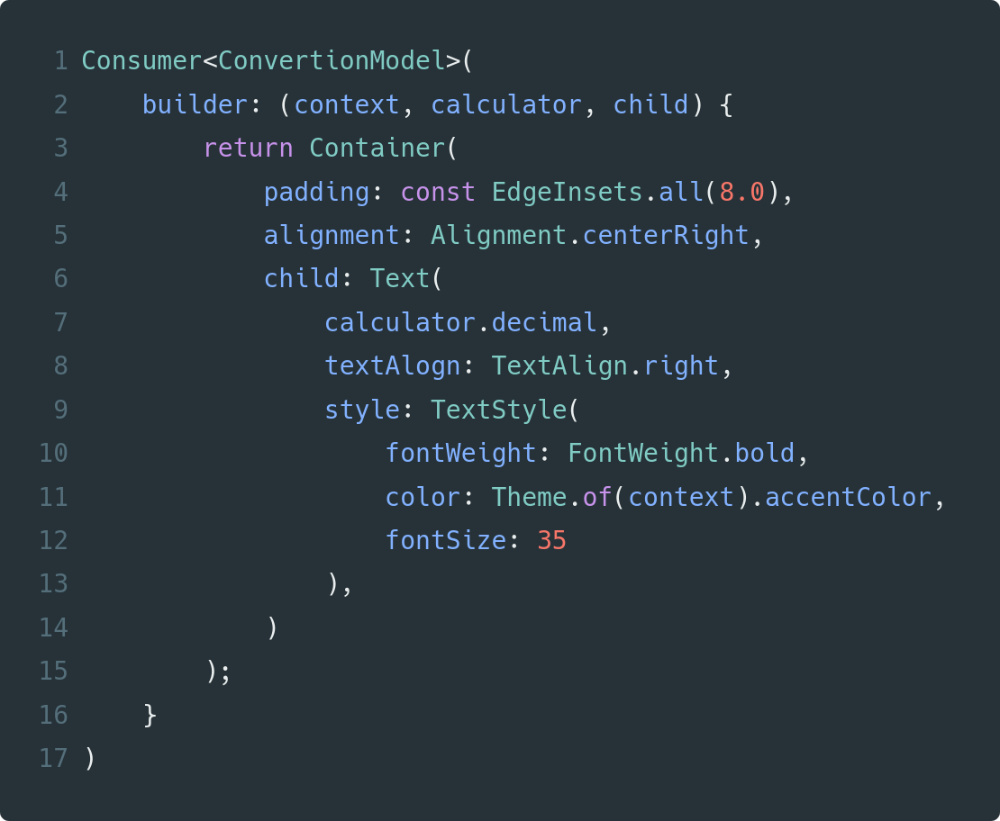 1 Consumer<ConvertionModel>(
2     builder: (context, calculator, child) {
3         return Container(
4             padding: const EdgeInsets.all(8.0),
5             alignment: Alignment.centerRight,
6             child: Text(
7                 calculator.decimal,
8                 textAlogn: TextAlign.right,
9                 style: TextStyle(
10                     fontWeight: FontWeight.bold,
11                     color: Theme.of(context).accentColor,
12                     fontSize: 35
13                 ),
14             )
15         );
16     }
17 )